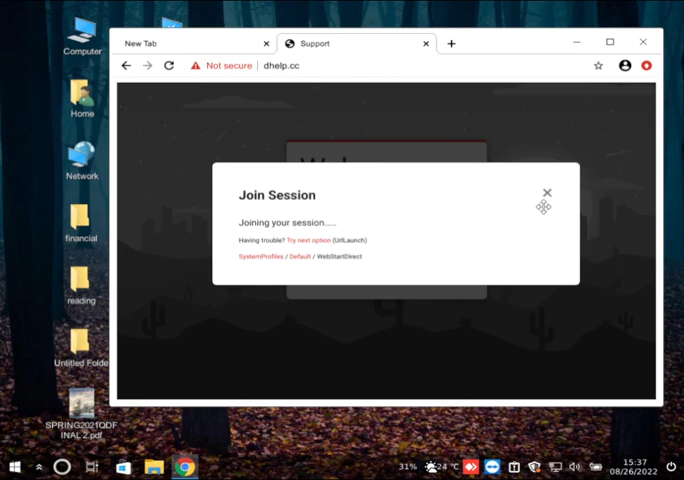 Computer
Home
Network
financial
reading
Untitled Folde
SPRING2021QDF
INAL 2.pdf
New Tab
Support
Not secure
dhelp.cc
Join Session
Joining your session.....
Having trouble? Try next option (UrlLaunch)
SystemProfiles / Default / WebStartDirect
31%
24 °C
15:37
08/26/2022